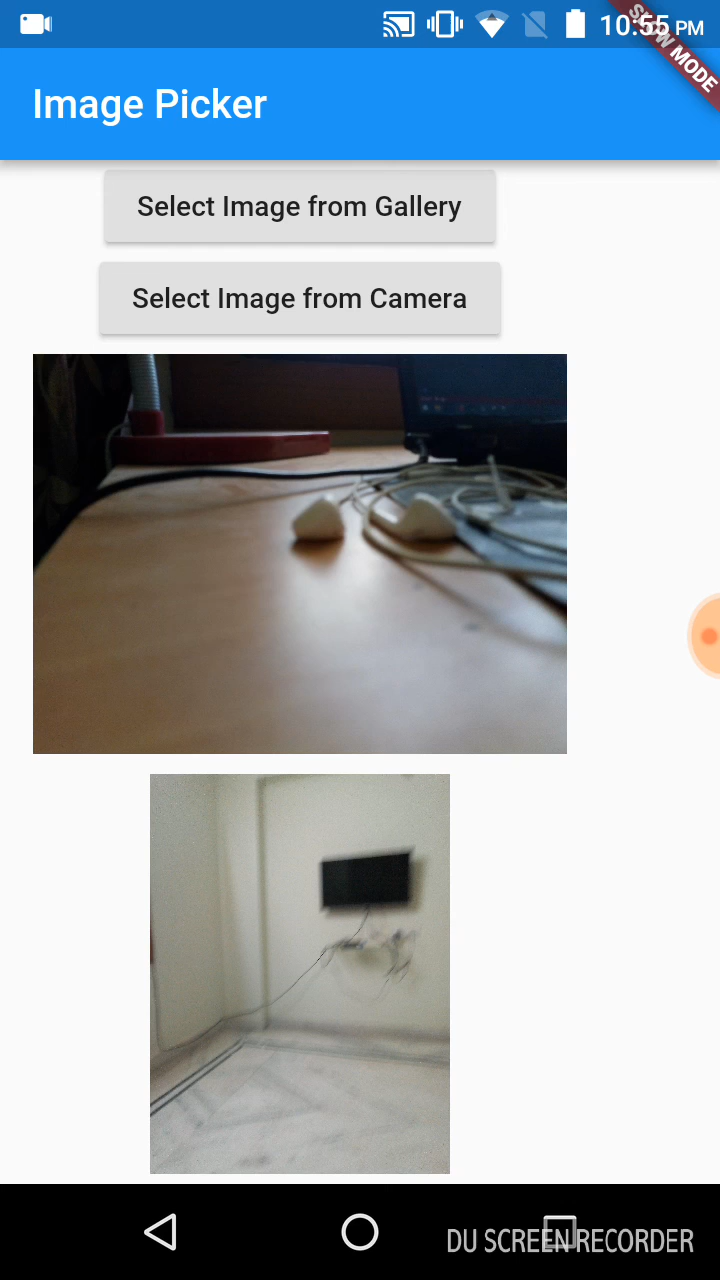 10:55 PM
SLOW MODE
Image Picker
Select Image from Gallery
Select Image from Camera
DU SCREEN RECORDER